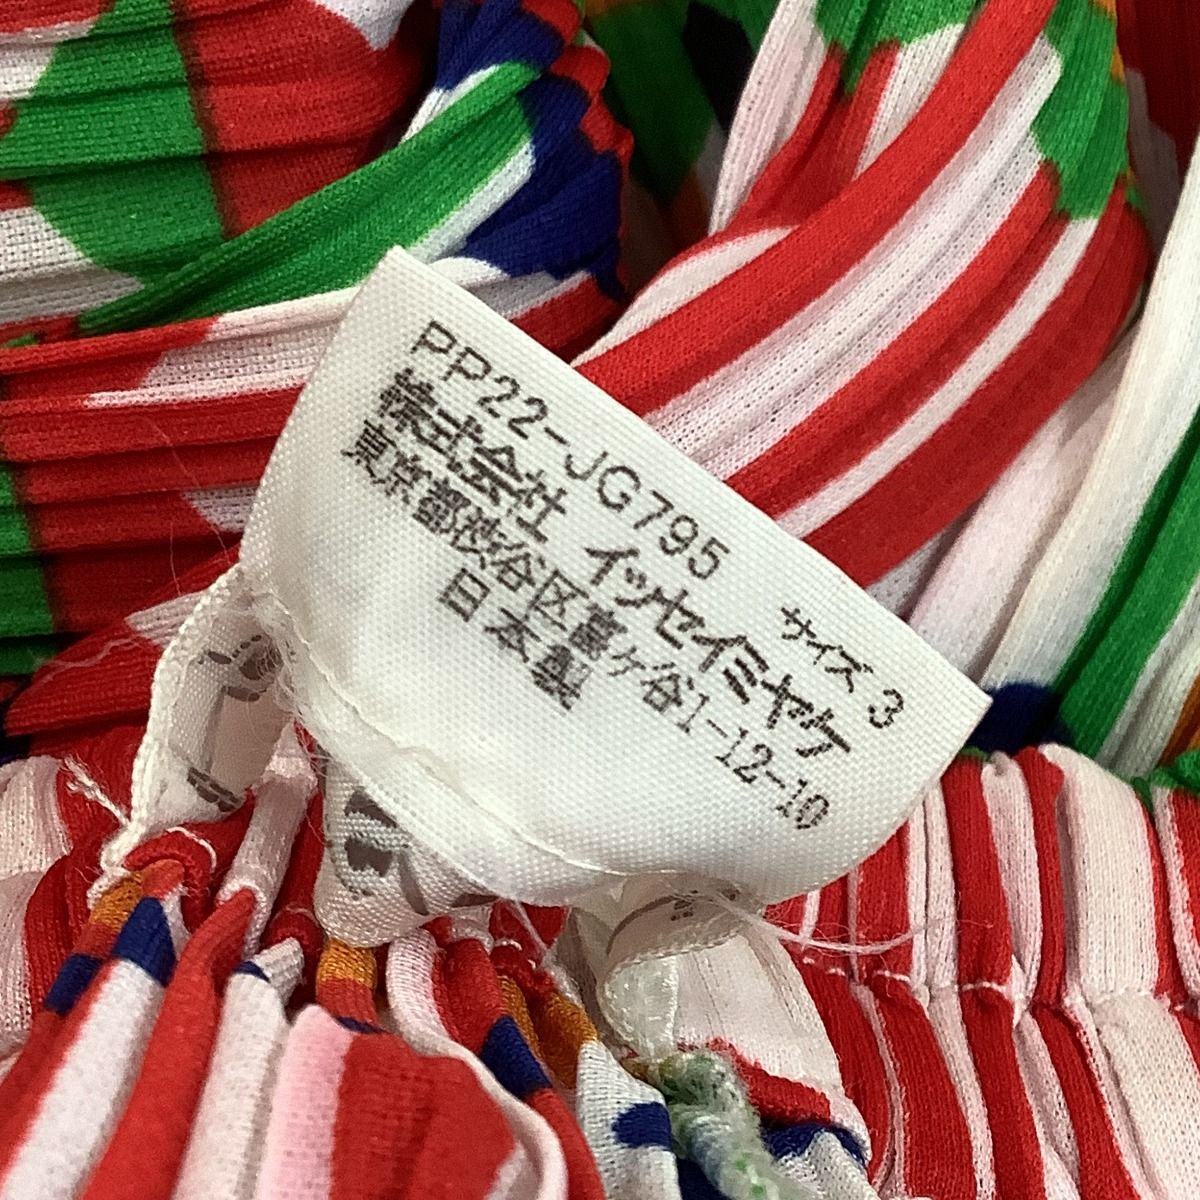 PP22-JG795 サイズ 3
株式会社 イッセイミヤケ
東京都渋谷区富ヶ谷1-12-10
日本製